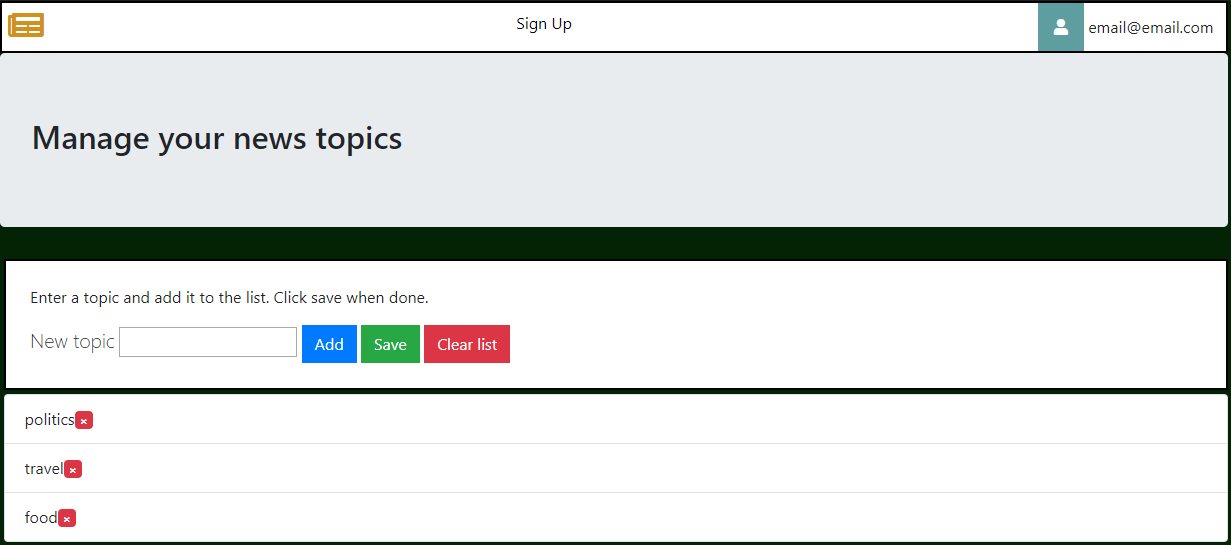 Sign Up
email@email.com
Manage your news topics
Enter a topic and add it to the list. Click save when done.
New topic Add Save Clear list
politics×
travel×
food×